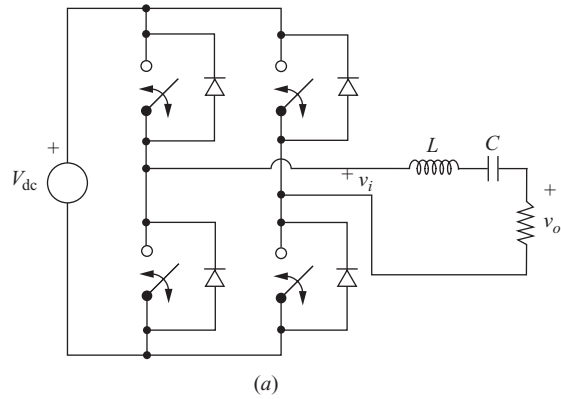 L C
+ V_dc
+ v_i
+ v_o
(a)